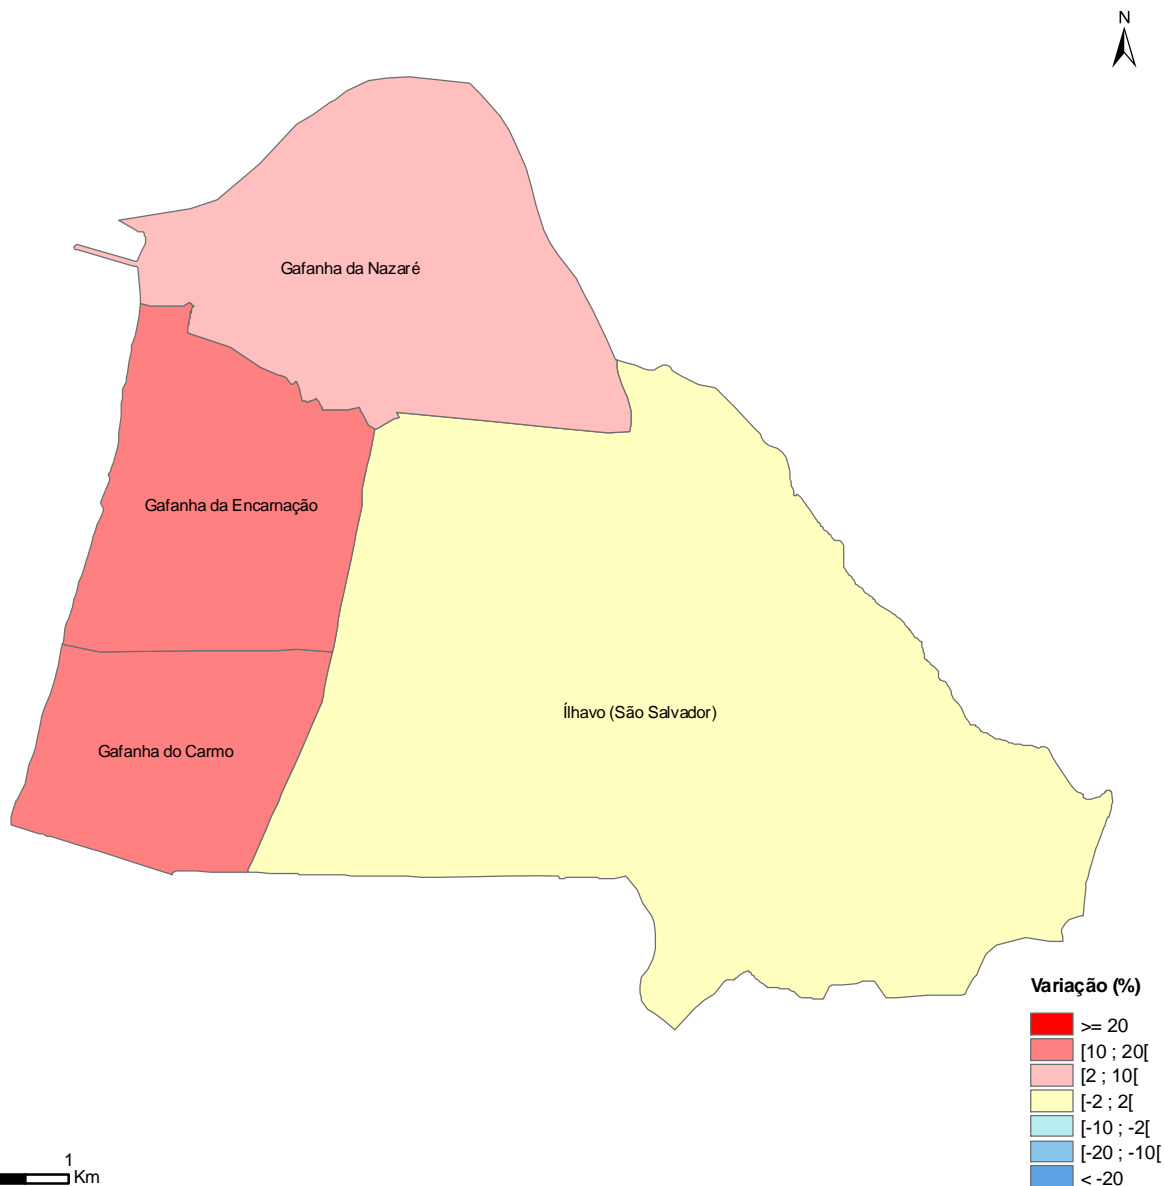 N
Gafanha da Nazaré
Gafanha da Encarnação
Ílhavo (São Salvador)
Gafanha do Carmo
Variação (%)
>= 20
[10 ; 20[
[2 ; 10[
[-2 ; 2[
[-10 ; -2[
[-20 ; -10[
< -20
1
Km